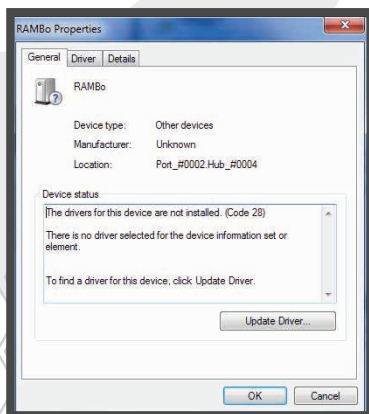 RAMBo Properties
General Driver Details
RAMBo
Device type: Other devices
Manufacturer: Unknown
Location: Port_#0002.Hub_#0004
Device status
The drivers for this device are not installed. (Code 28)
There is no driver selected for the device information set or
element.
To find a driver for this device, click Update Driver.
Update Driver...
OK Cancel